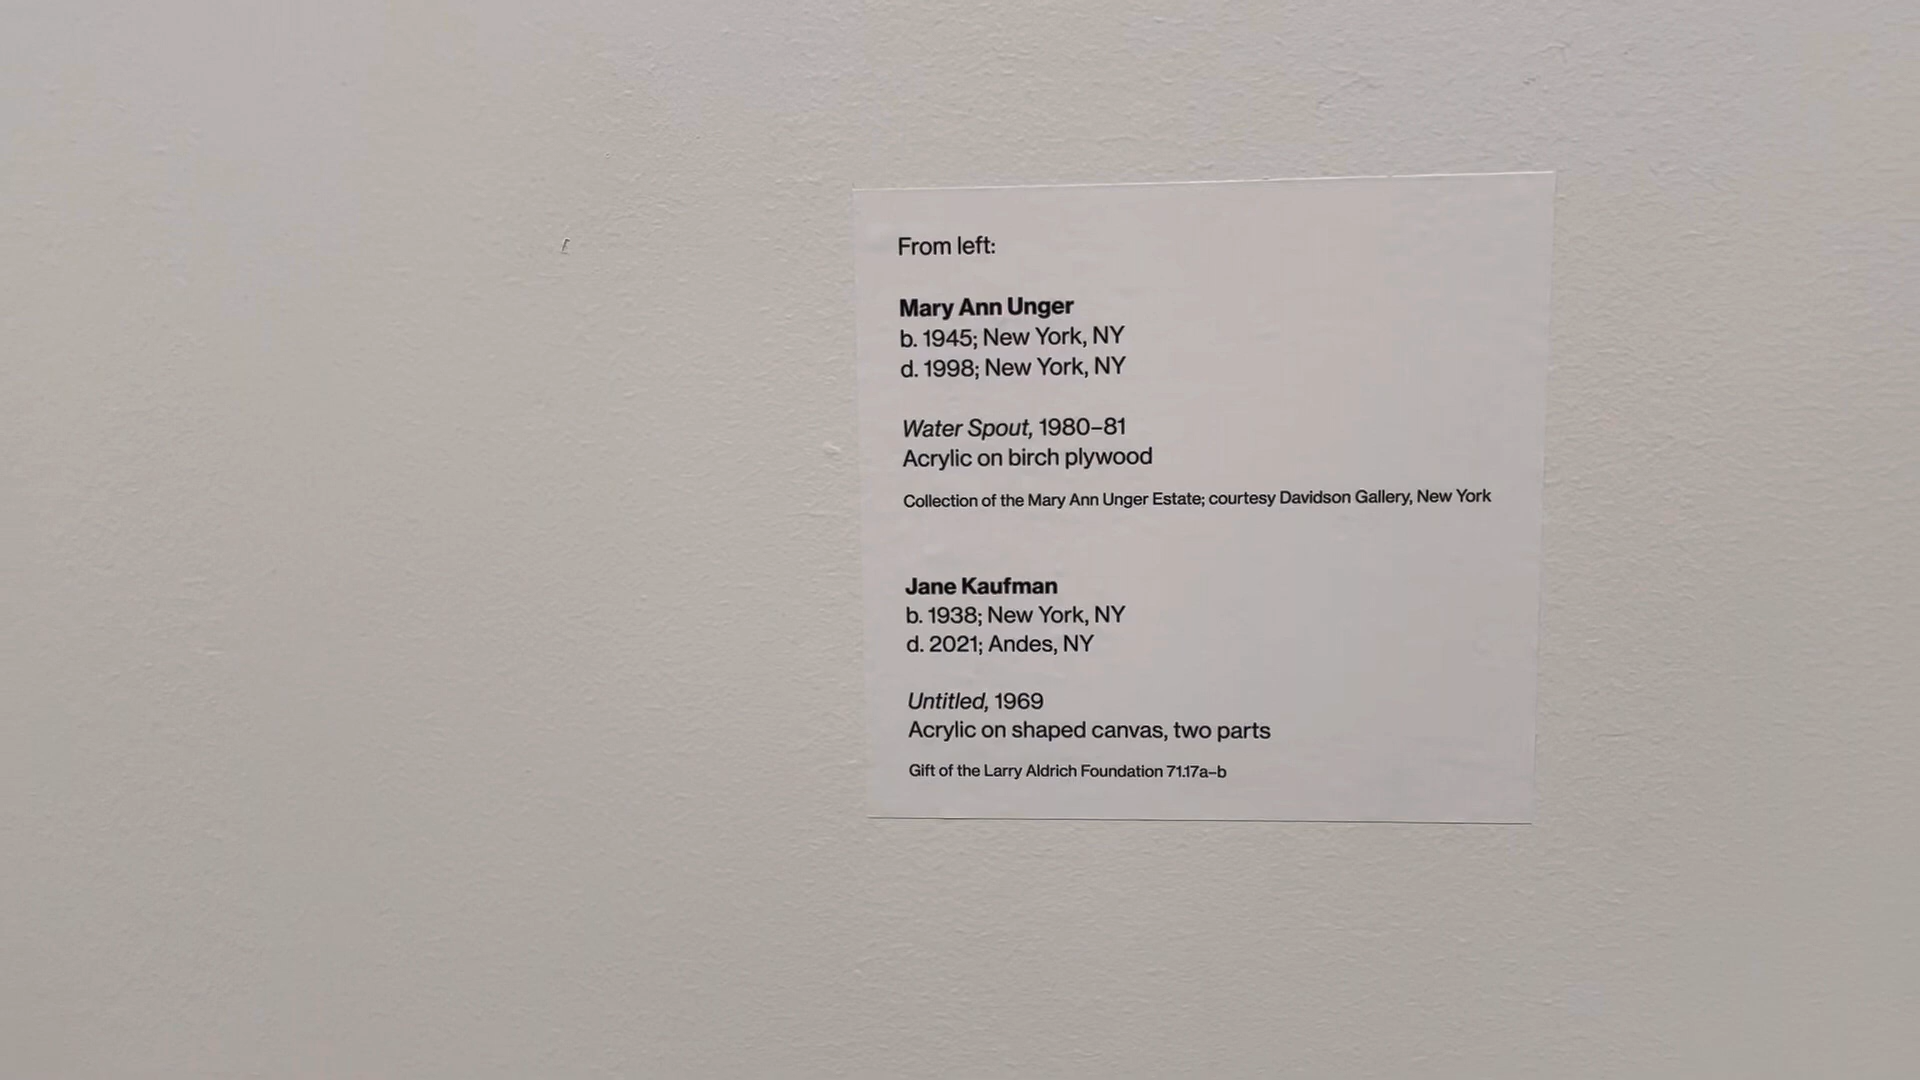 From left:
Mary Ann Unger
b. 1945; New York, NY
d. 1998; New York, NY
Water Spout, 1980–81
Acrylic on birch plywood
Collection of the Mary Ann Unger Estate; courtesy Davidson Gallery, New York
Jane Kaufman
b. 1938; New York, NY
d. 2021; Andes, NY
Untitled, 1969
Acrylic on shaped canvas, two parts
Gift of the Larry Aldrich Foundation 71.17a–b